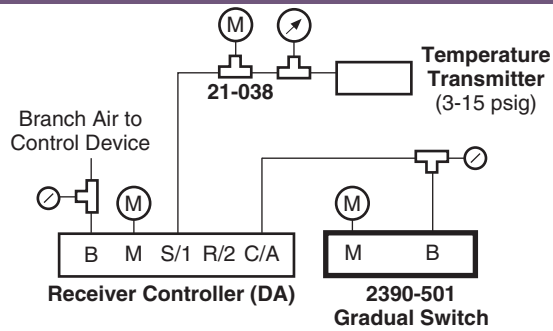 M
21-038
Temperature
Transmitter
(3-15 psig)
Branch Air to
Control Device
M
M
B M S/1 R/2 C/A
M B
Receiver Controller (DA)
2390-501
Gradual Switch